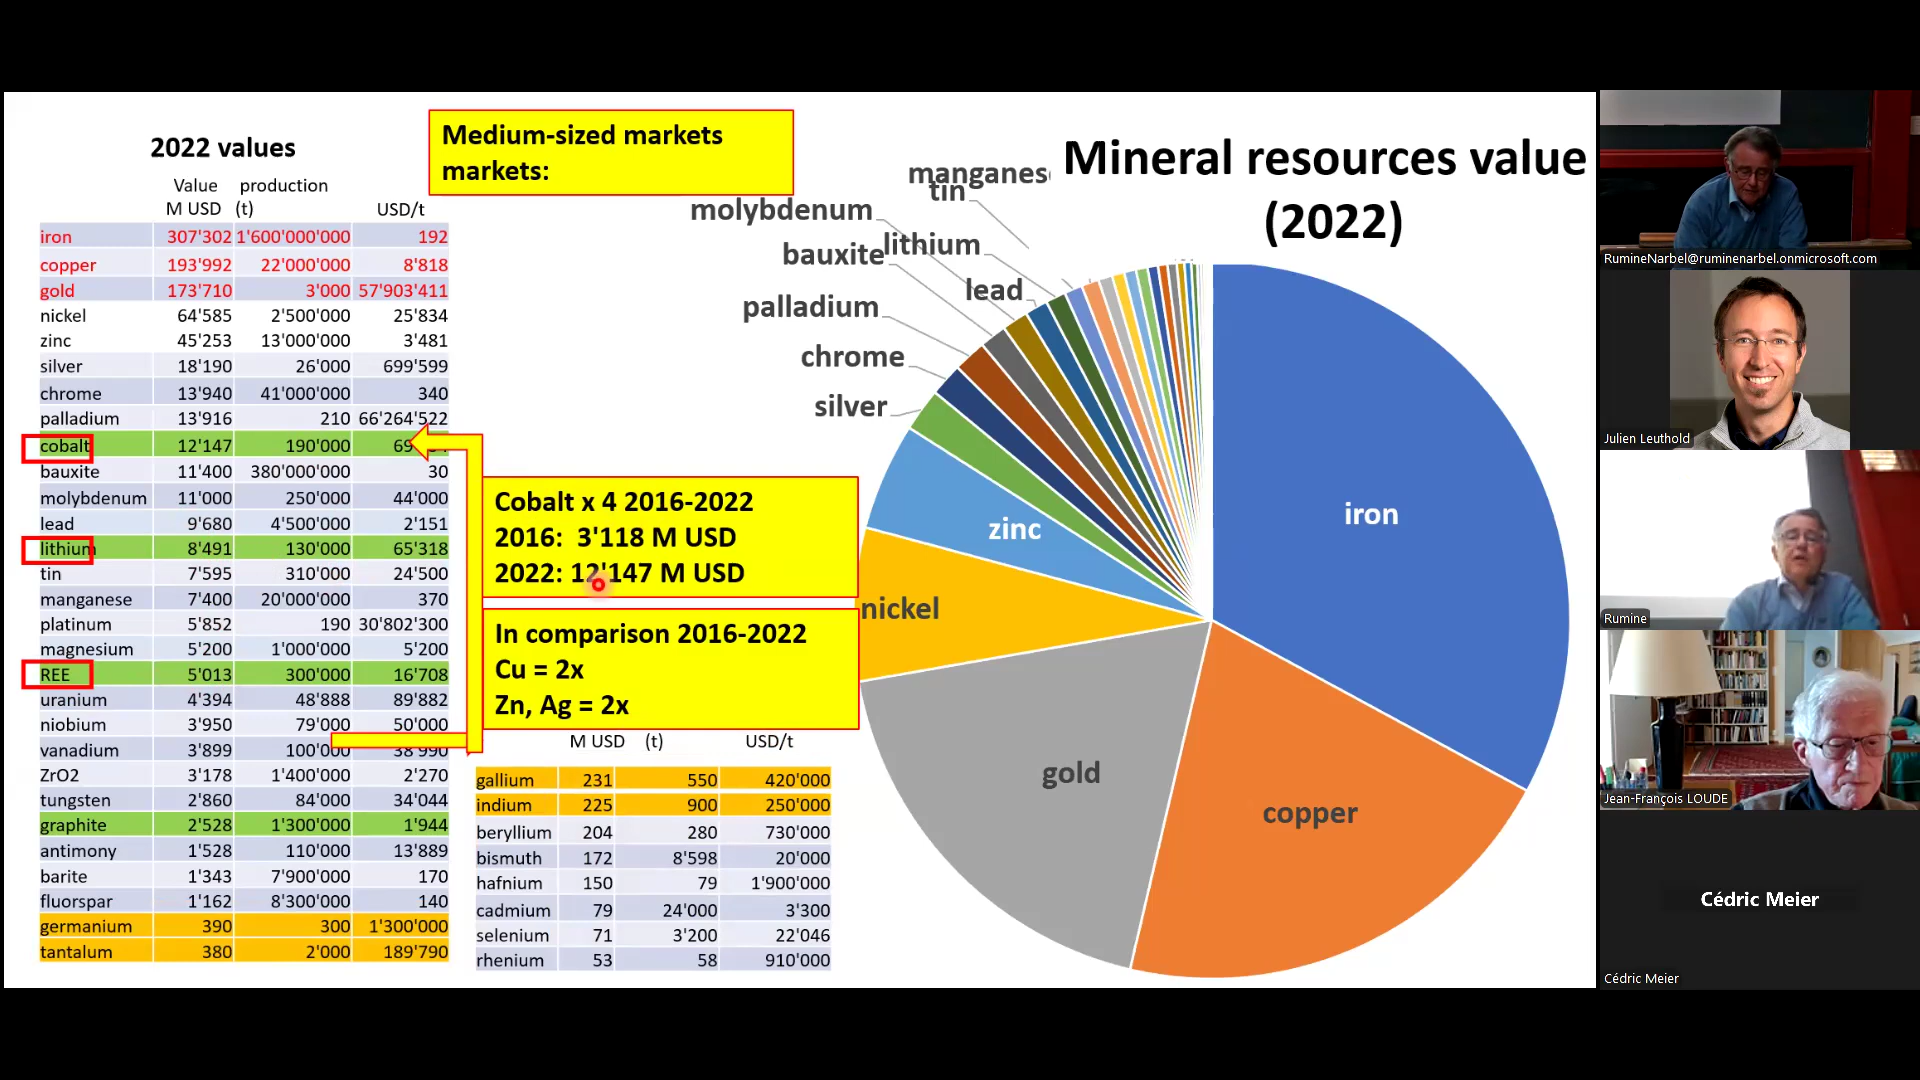 2022 values
Value production
M USD (t) USD/t
iron 307'302 1'600'000'000 192
copper 193'992 22'000'000 8'818
gold 173'710 3'000 57'903'411
nickel 64'585 2'500'000 25'834
zinc 45'253 13'000'000 3'481
silver 18'190 26'000 699'599
chrome 13'940 41'000'000 340
palladium 13'916 210 66'264'522
cobalt 12'147 190'000
bauxite 11'400 380'000'000 30
molybdenum 11'000 250'000 44'000
lead 9'680 4'500'000 2'151
lithium 8'491 130'000 65'318
tin 7'595 310'000 24'500
manganese 7'400 20'000'000 370
platinum 5'852 190 30'802'300
magnesium 5'200 1'000'000 5'200
REE 5'013 300'000 16'708
uranium 4'394 48'888 89'882
niobium 3'950 79'000 50'000
vanadium 3'899 100'000 38'990
ZrO2 3'178 1'400'000 2'270
tungsten 2'860 84'000 34'044
graphite 2'528 1'300'000 1'944
antimony 1'528 110'000 13'889
barite 1'343 7'900'000 170
fluorspar 1'162 8'300'000 140
germanium 390 300 1'300'000
tantalum 380 2'000 189'790
Medium-sized markets
markets:
Cobalt x 4 2016-2022
2016: 3'118 M USD
2022: 12'147 M USD
In comparison 2016-2022
Cu = 2x
Zn, Ag = 2x
M USD (t) USD/t
gallium 231 550 420'000
indium 225 900 250'000
beryllium 204 280 730'000
bismuth 172 8'598 20'000
hafnium 150 79 1'900'000
cadmium 79 24'000 3'300
selenium 71 3'200 22'046
rhenium 53 58 910'000
Mineral resources value
(2022)
manganes
tin
molybdenum
lithium
bauxite
lead
palladium
chrome
silver
zinc
nickel
gold
copper
iron
RumineNarbel@ruminenarbel.onmicrosoft.com
Julien Leuthold
Rumine
Jean-François LOUDE
Cédric Meier
Cédric Meier